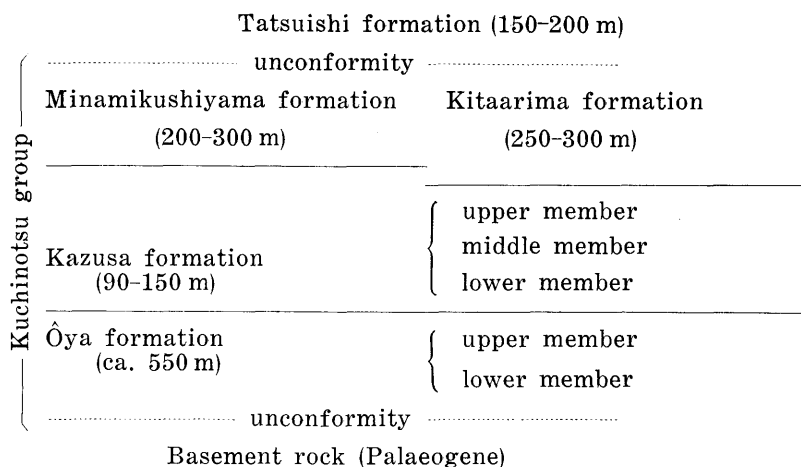 Tatsuishi formation (150–200 m)
unconformity
Minamikushiyama formation
(200–300 m)
Kitaarima formation
(250–300 m)
Kuchinotsu group
Kazusa formation
(90–150 m)
upper member
middle member
lower member
Ôya formation
(ca. 550 m)
upper member
lower member
unconformity
Basement rock (Palaeogene)